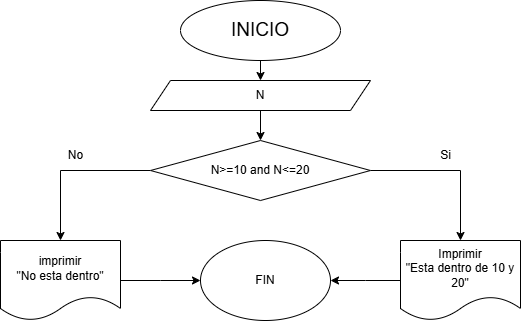 INICIO
N
No
Si
N>=10 and N<=20
imprimir
"No esta dentro"
FIN
Imprimir
"Esta dentro de 10 y
20"